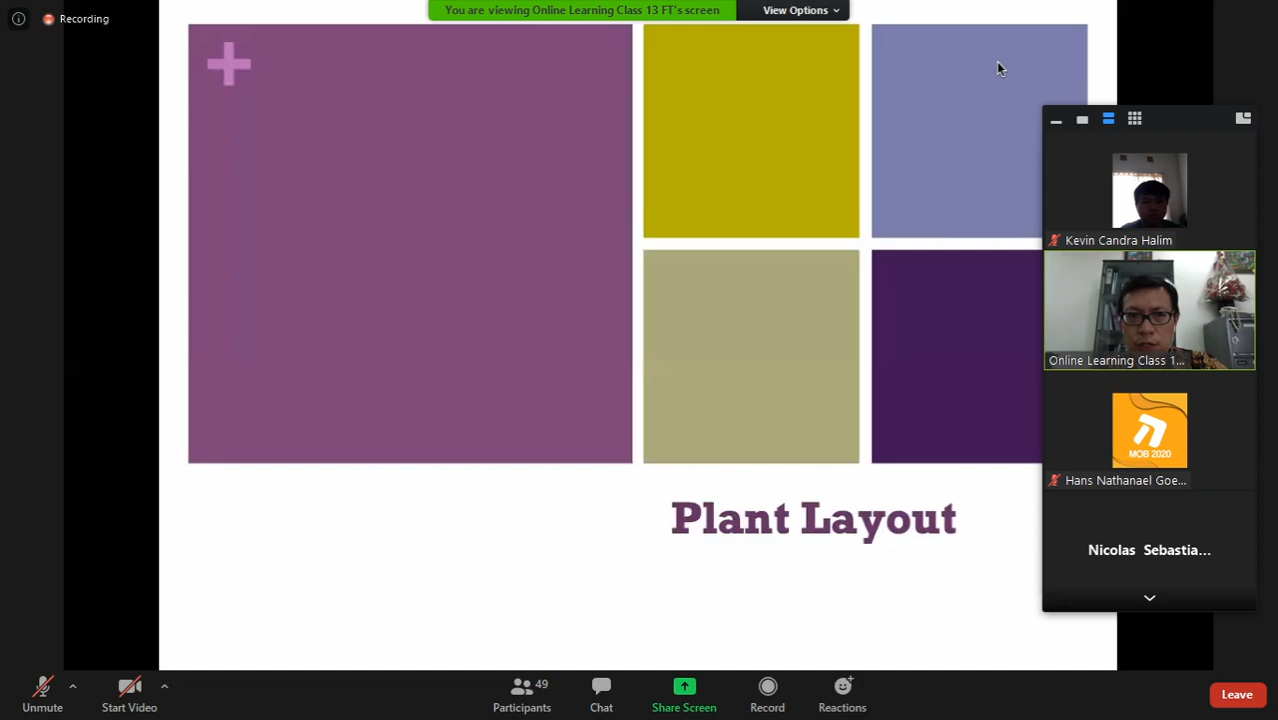 Recording
You are viewing Online Learning Class 13 FT's screen
View Options
Kevin Candra Halim
Online Learning Class 1...
MOB 2020
Hans Nathanael Goe...
Nicolas Sebastia...
Plant Layout
Unmute
Start Video
49
Participants
Chat
Share Screen
Record
Reactions
Leave